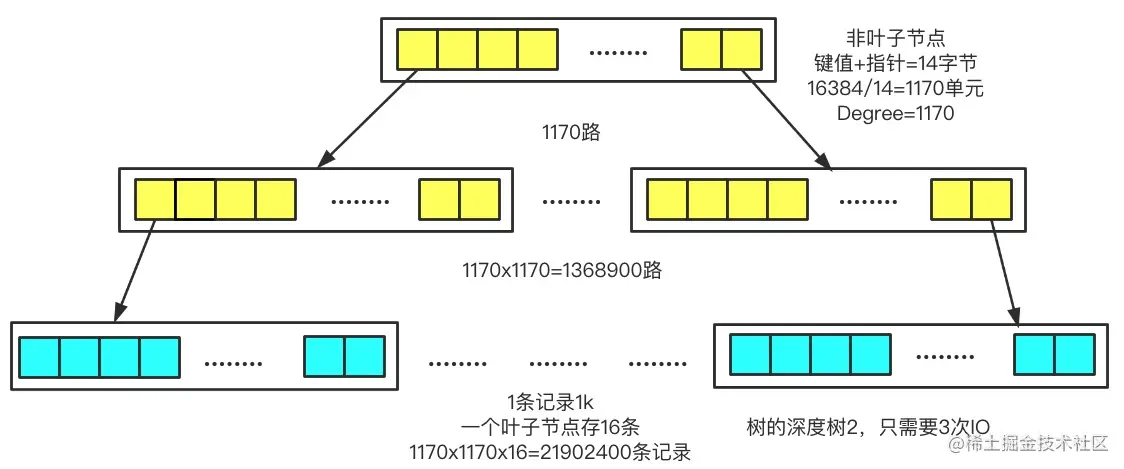 非叶子节点
键值+指针=14字节
16384/14=1170单元
Degree=1170
1170路
1170x1170=1368900路
1条记录1k
一个叶子节点存16条
1170x1170x16=21902400条记录
树的深度树2，只需要3次IO
@稀土掘金技术社区